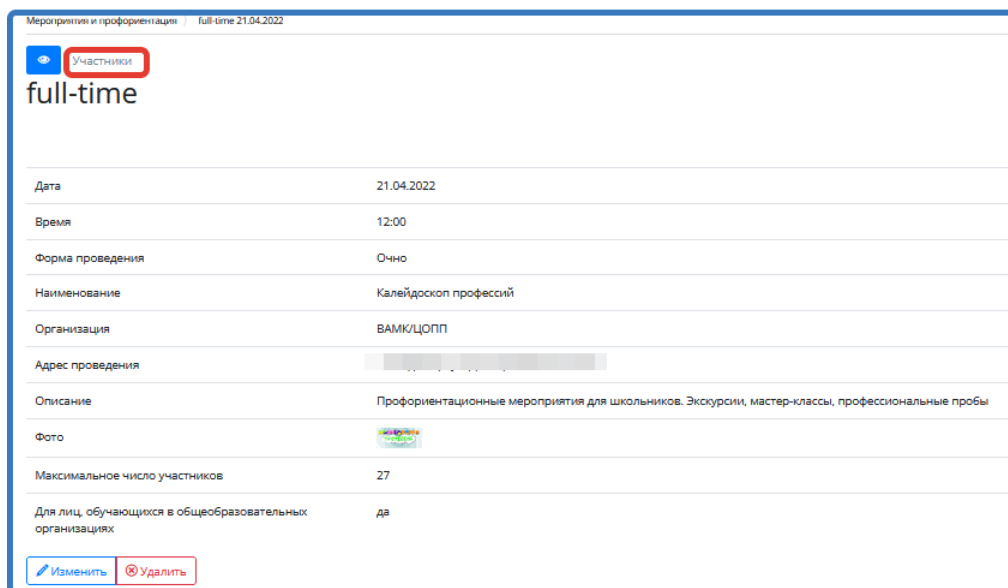 Мероприятия и профориентация / full-time 21.04.2022
Участники
full-time
Дата 21.04.2022
Время 12:00
Форма проведения Очно
Наименование Калейдоскоп профессий
Организация ВАМК/ЦОПП
Адрес проведения
Описание Профориентационные мероприятия для школьников. Экскурсии, мастер-классы, профессиональные пробы
Фото
Максимальное число участников 27
Для лиц, обучающихся в общеобразовательных да
организациях
Изменить Удалить